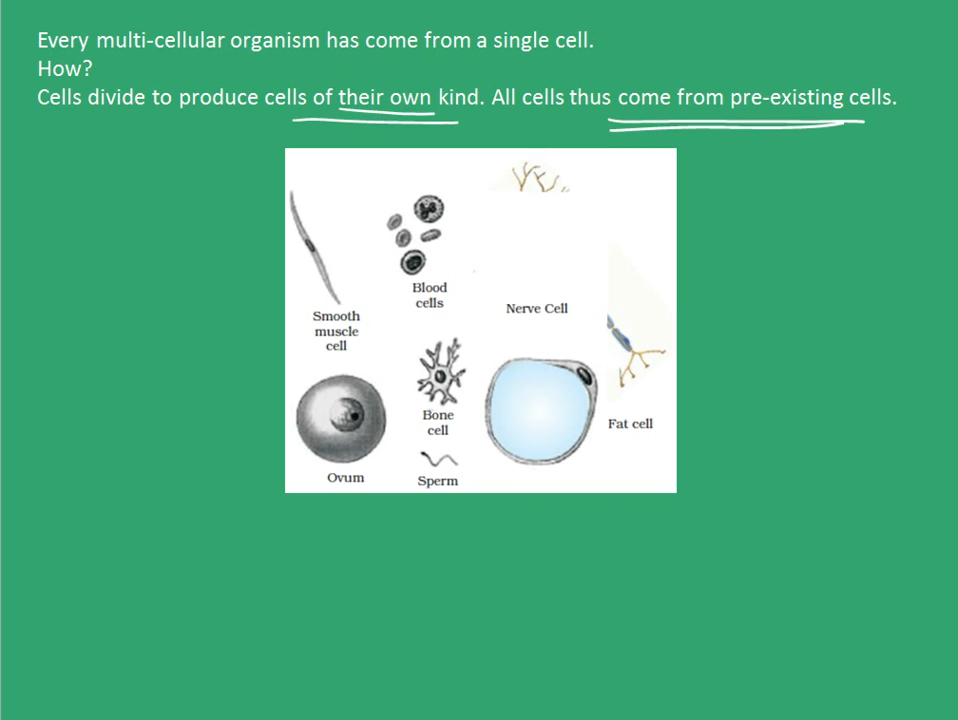 Every multi-cellular organism has come from a single cell.
How?
Cells divide to produce cells of their own kind. All cells thus come from pre-existing cells.
Blood
cells
Nerve Cell
Smooth
muscle
cell
Bone
cell
Fat cell
Ovum
Sperm